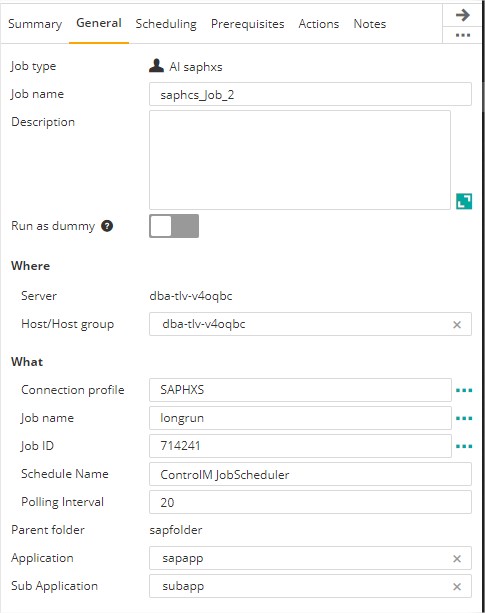 Summary General Scheduling Prerequisites Actions Notes
Job type AI saphxs
Job name saphcs_Job_2
Description
Run as dummy ?
Where
Server dba-tlv-v4oqbc
Host/Host group dba-tlv-v4oqbc
What
Connection profile SAPHXS
Job name longrun
Job ID 714241
Schedule Name ControlM JobScheduler
Polling Interval 20
Parent folder sapfolder
Application sapapp
Sub Application subapp